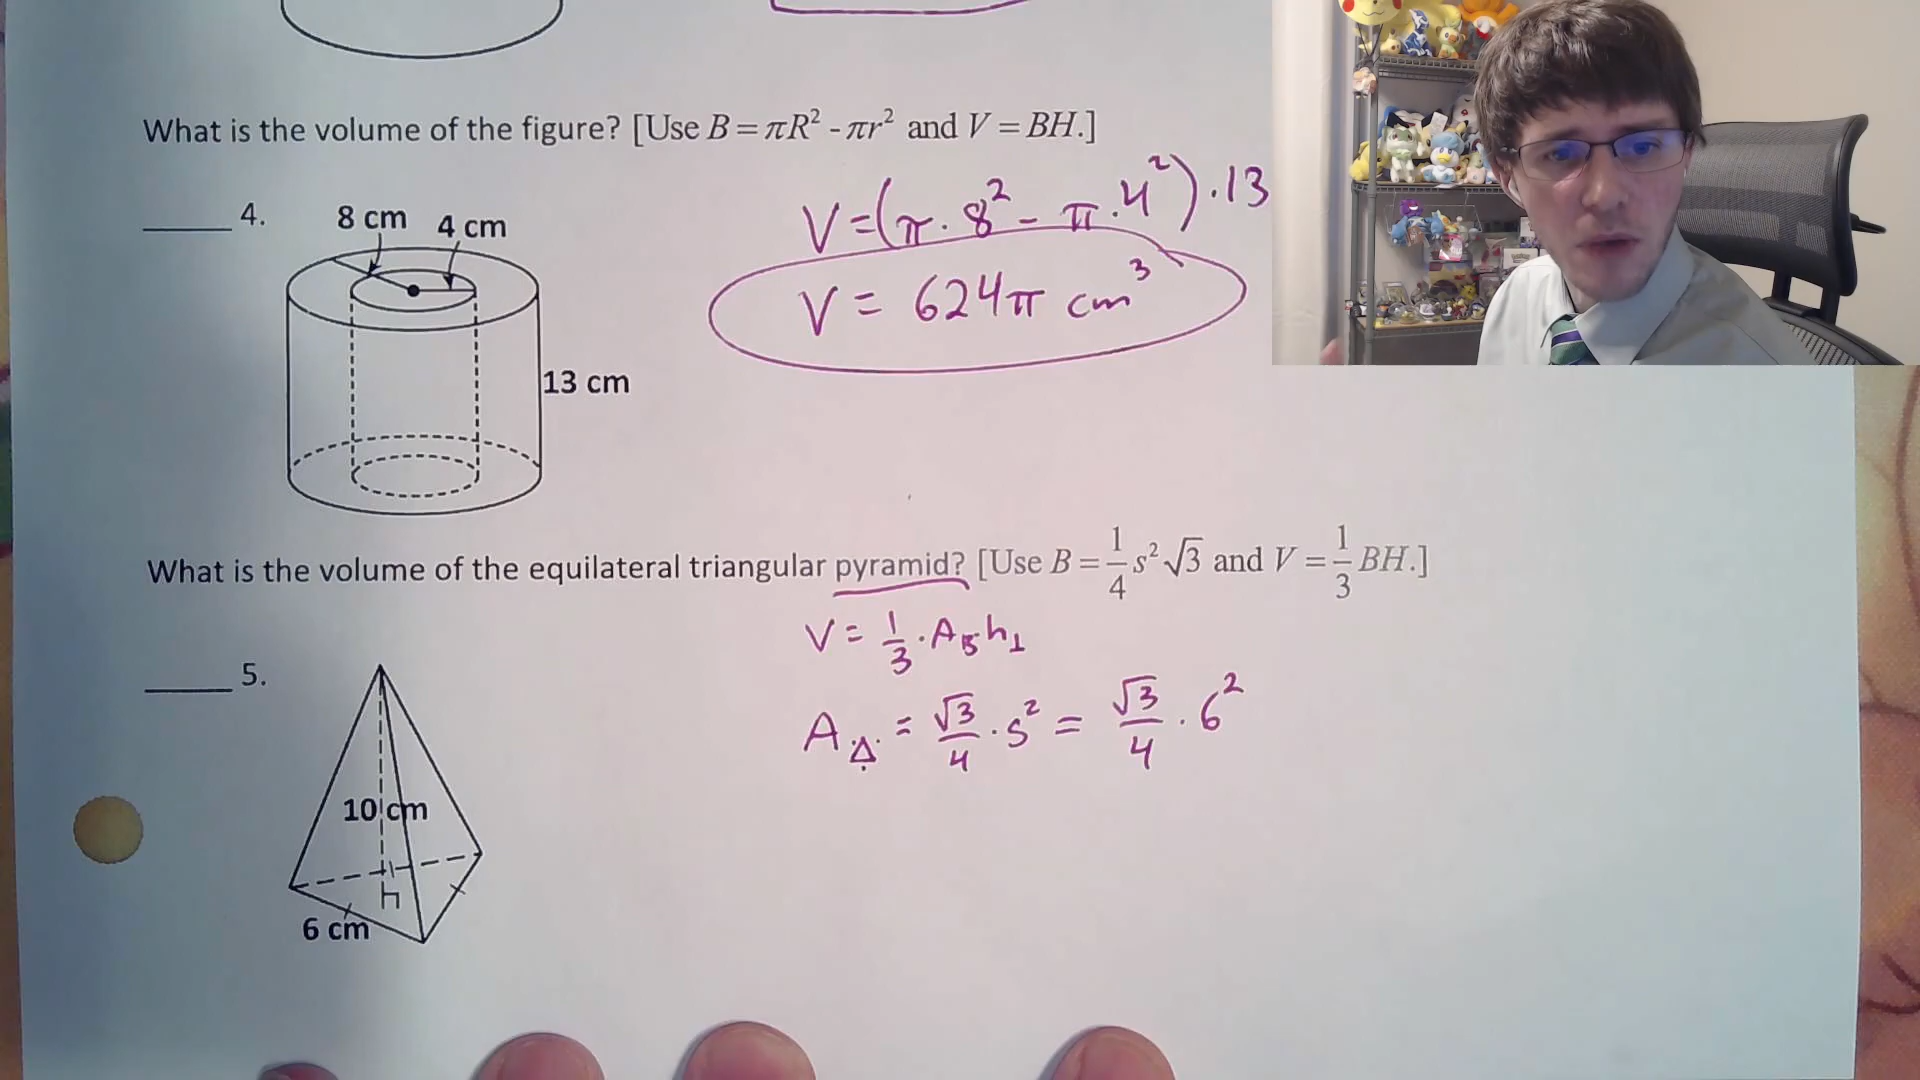 What is the volume of the figure? [Use B = πR² - πr² and V = BH.]
____ 4.
8 cm
4 cm
13 cm
V = (π · 8² - π · 4²) · 13
V = 624π cm³
What is the volume of the equilateral triangular pyramid? [Use B = 1/4 s²√3 and V = 1/3 BH.]
V = 1/3 · A_B · h⊥
____ 5.
A_Δ = √3/4 · s² = √3/4 · 6²
10 cm
6 cm